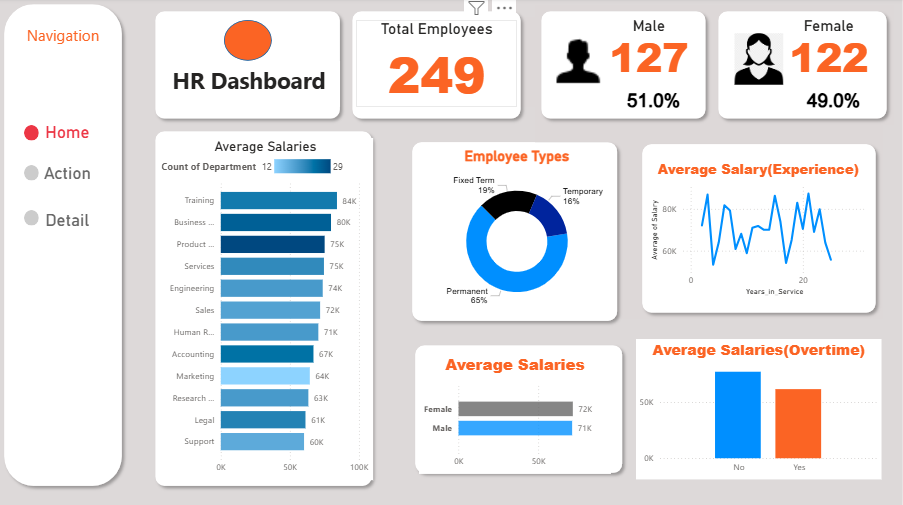 Navigation
Home
Action
Detail
HR Dashboard
Total Employees
249
Male
127
51.0%
Female
122
49.0%
Average Salaries
Count of Department 12 29
Training 84K
Business ... 80K
Product ... 75K
Services 75K
Engineering 74K
Sales 72K
Human R... 71K
Accounting 67K
Marketing 64K
Research ... 63K
Legal 61K
Support 60K
0K 50K 100K
Employee Types
Fixed Term
19%
Temporary
16%
Permanent
65%
Average Salary(Experience)
Average of Salary
80K
60K
0 20
Years_in_Service
Average Salaries
Female 72K
Male 71K
0K 50K
Average Salaries(Overtime)
50K
0K
No Yes